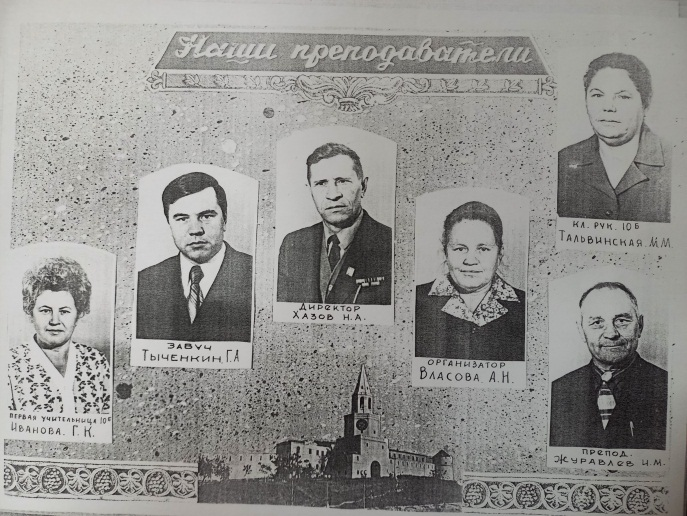 Наши преподаватели
кл. рук. 10б
Тальвинская. М.М.
директор
Хазов Н.А.
завуч
Тыченкин Г.А
организатор
Власова. А.Н.
первая учительница 10б
Иванова. Г.К.
препод.
Журавлев И.М.